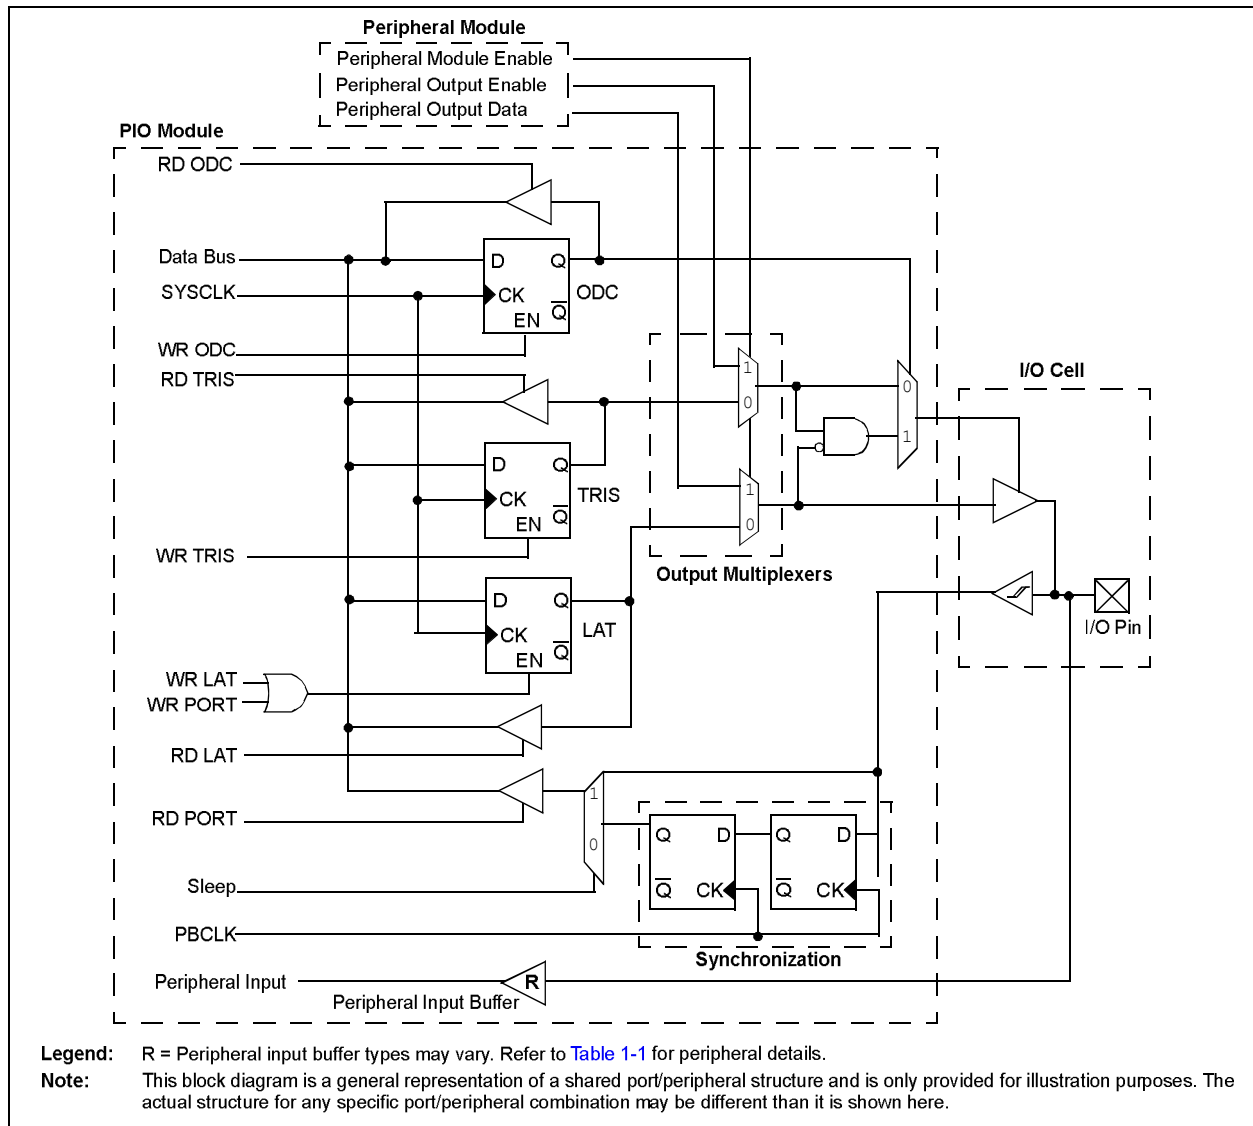 Peripheral Module
Peripheral Module Enable
Peripheral Output Enable
Peripheral Output Data
PIO Module
RD ODC
Data Bus
D Q
SYSCLK
CK
ODC
EN Q
WR ODC
RD TRIS
1
0
I/O Cell
0
1
D Q
CK
TRIS
EN Q
1
0
WR TRIS
Output Multiplexers
D Q
CK
LAT
EN Q
I/O Pin
WR LAT
WR PORT
RD LAT
RD PORT
1
0
Q D Q D
Sleep
Q CK Q CK
PBCLK
Synchronization
Peripheral Input
R
Peripheral Input Buffer
Legend: R = Peripheral input buffer types may vary. Refer to Table 1-1 for peripheral details.
Note: This block diagram is a general representation of a shared port/peripheral structure and is only provided for illustration purposes. The
actual structure for any specific port/peripheral combination may be different than it is shown here.